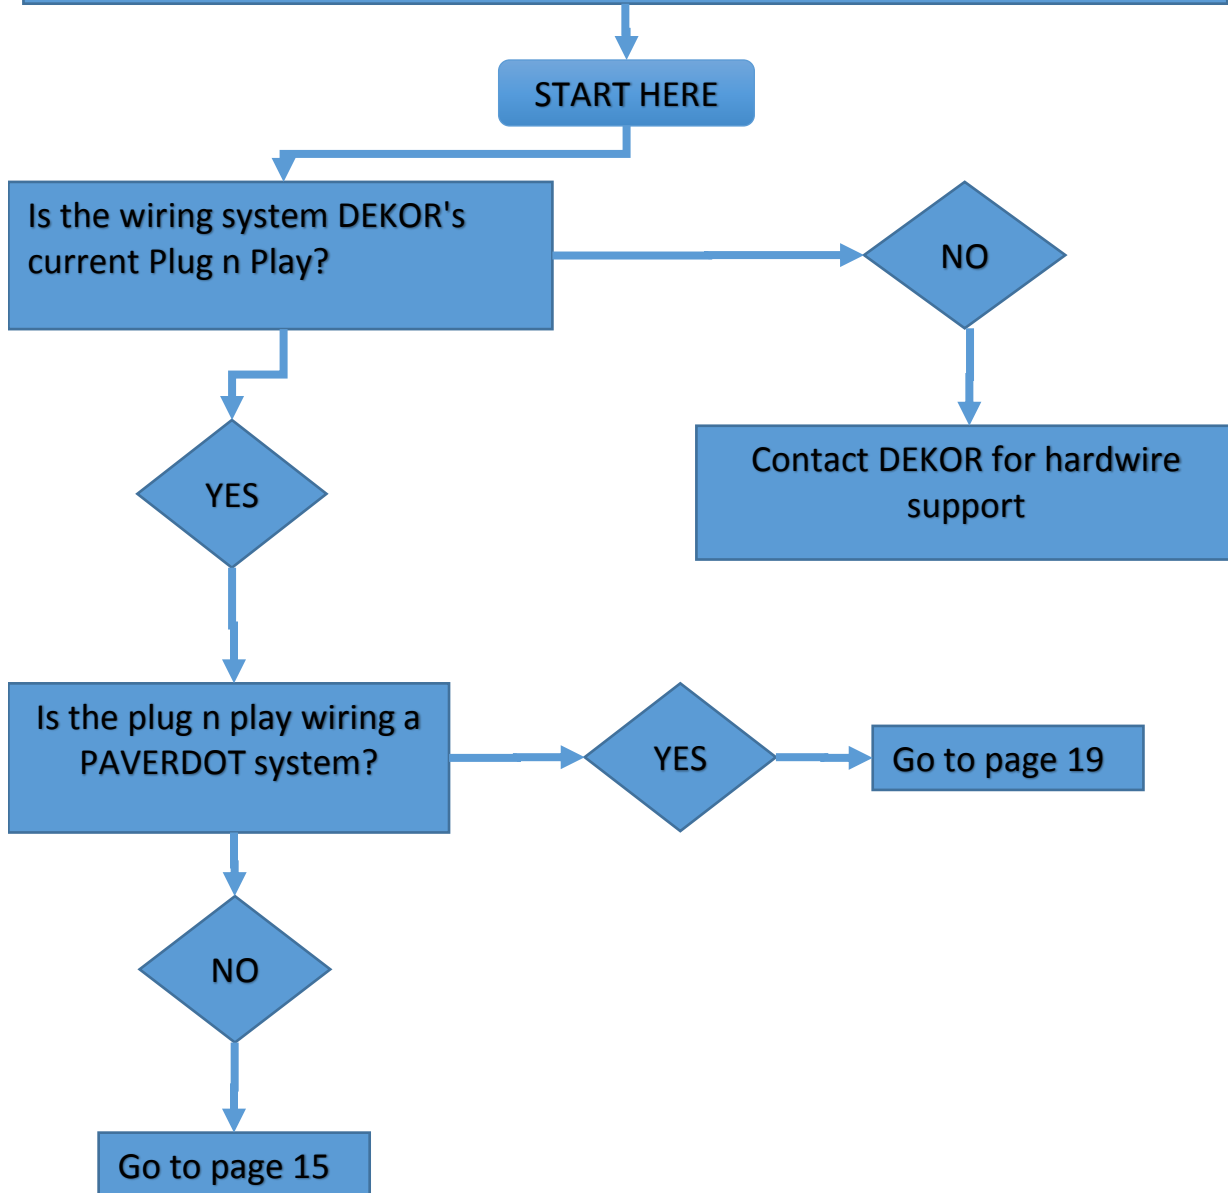 START HERE
Is the wiring system DEKOR's
current Plug n Play?
NO
YES
Contact DEKOR for hardwire
support
Is the plug n play wiring a
PAVERDOT system?
YES
Go to page 19
NO
Go to page 15